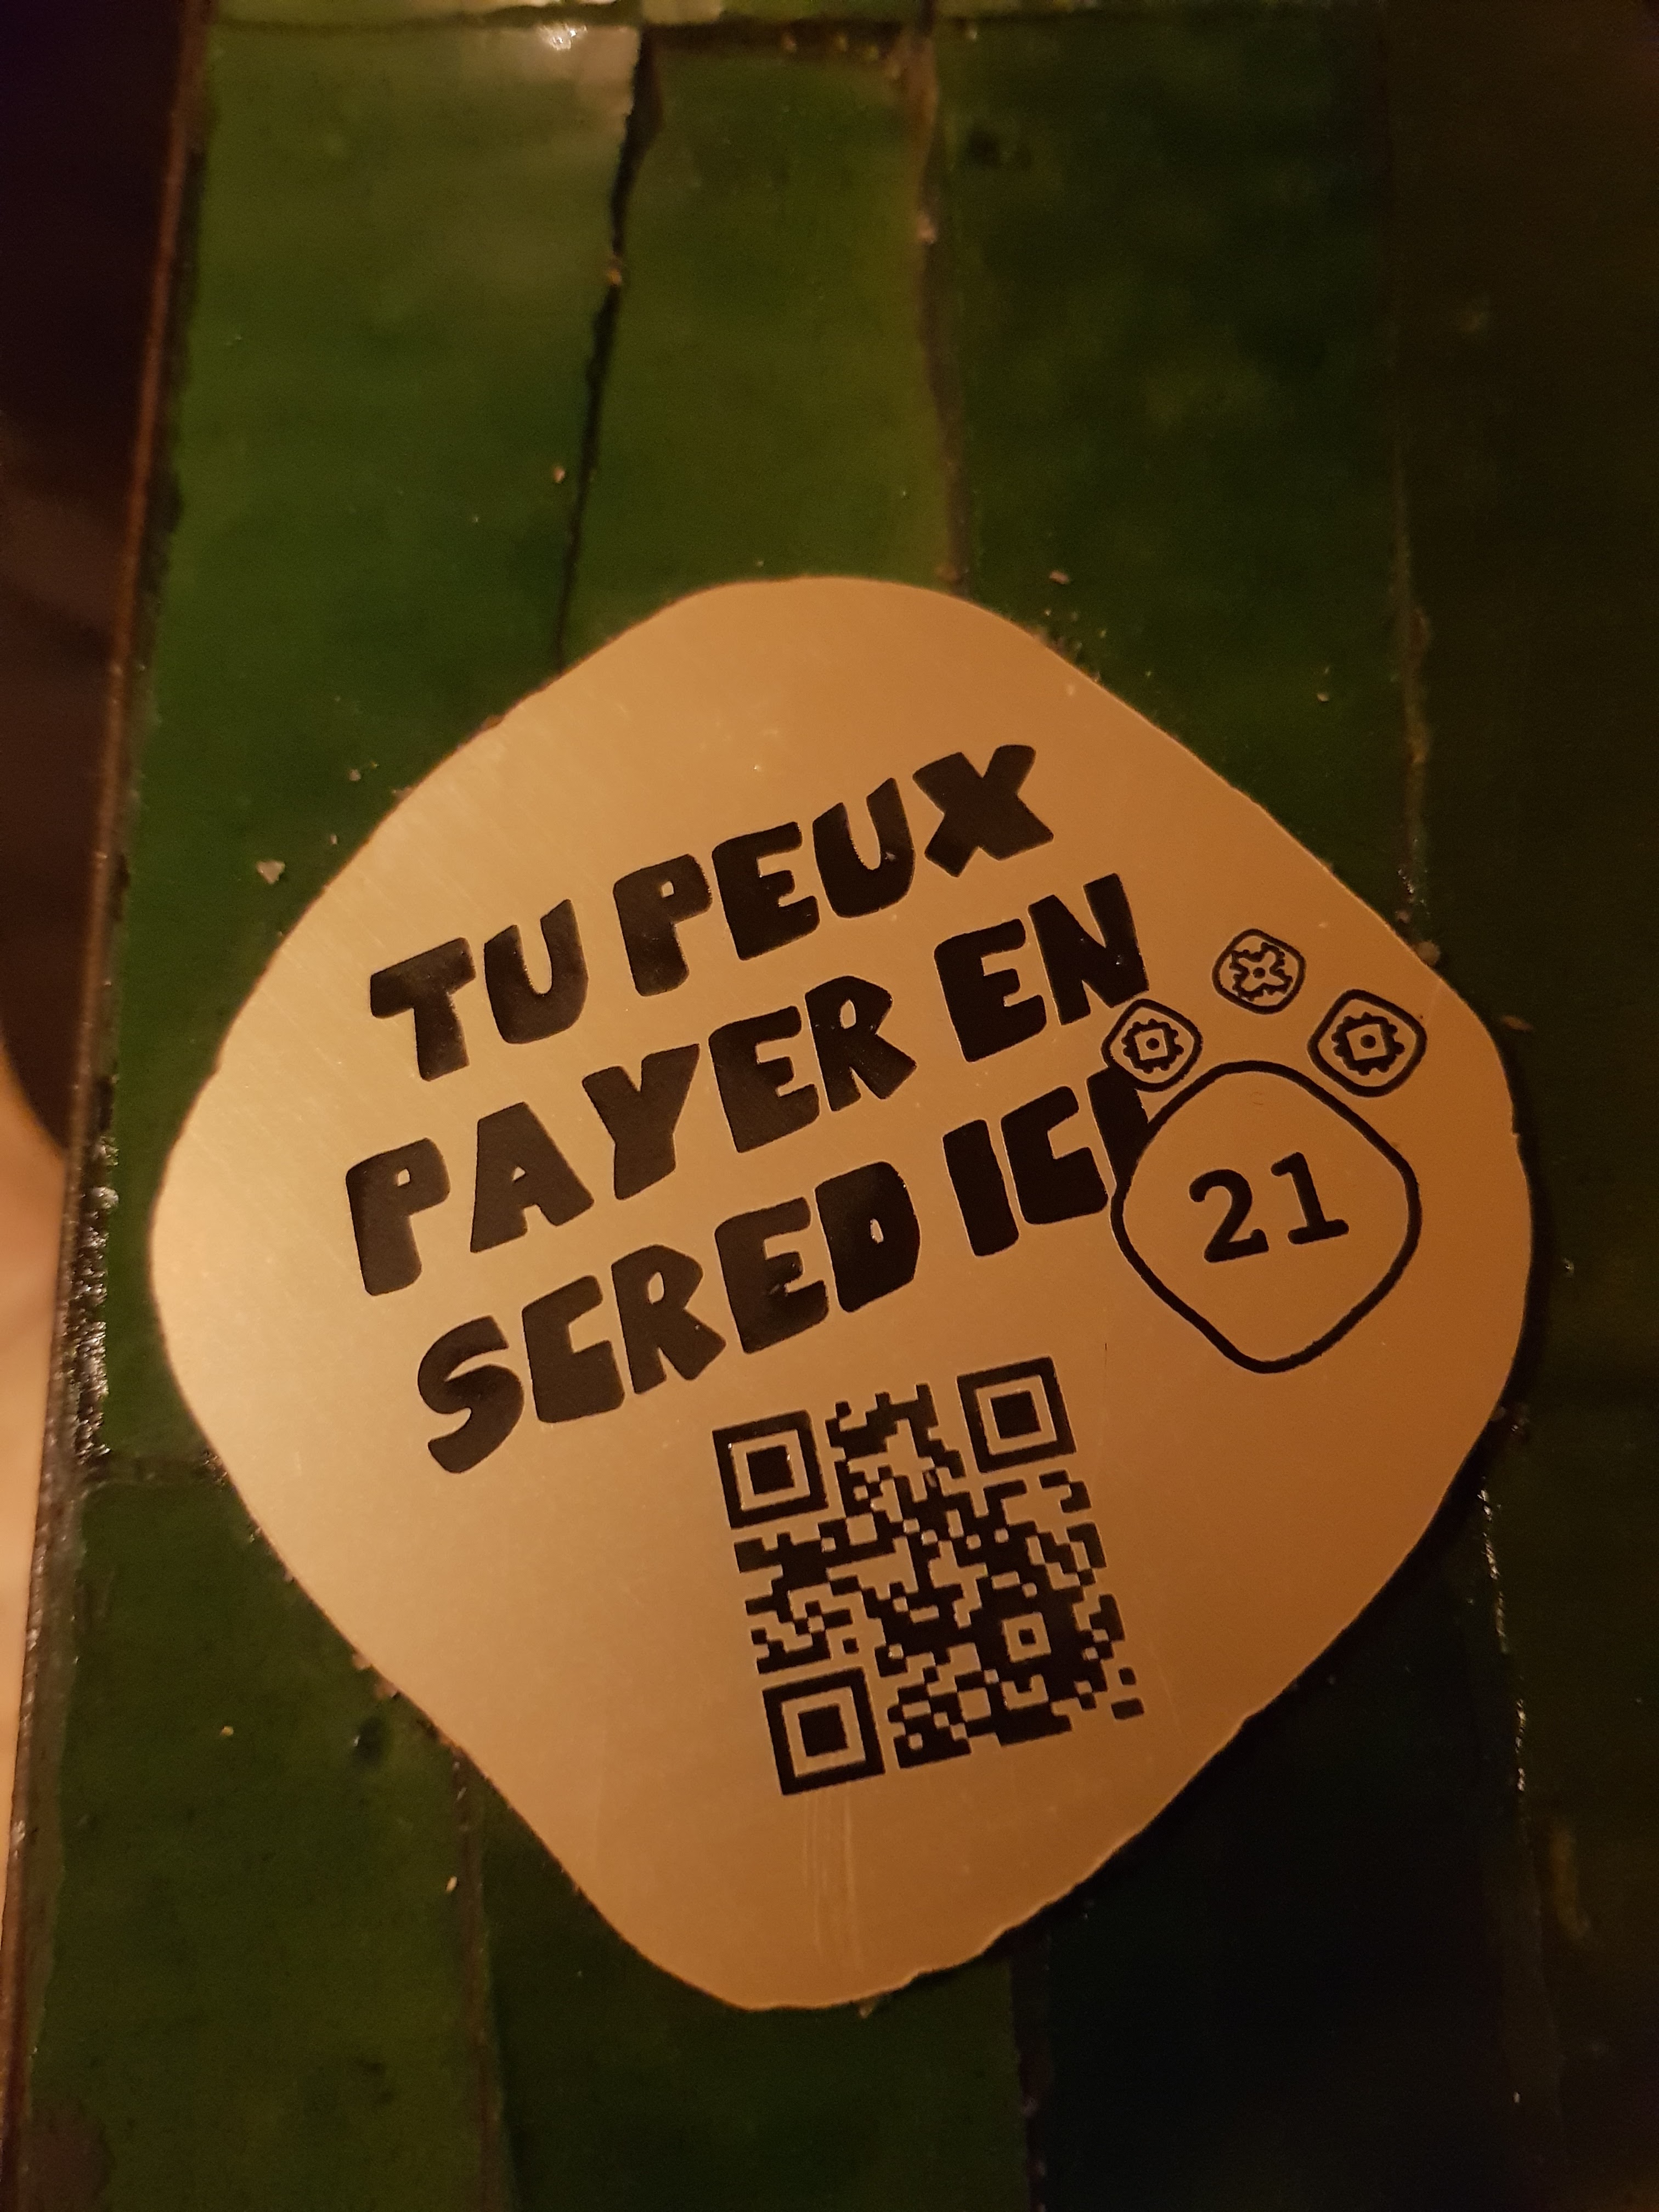 TU PEUX
PAYER EN
SCRED ICI
21